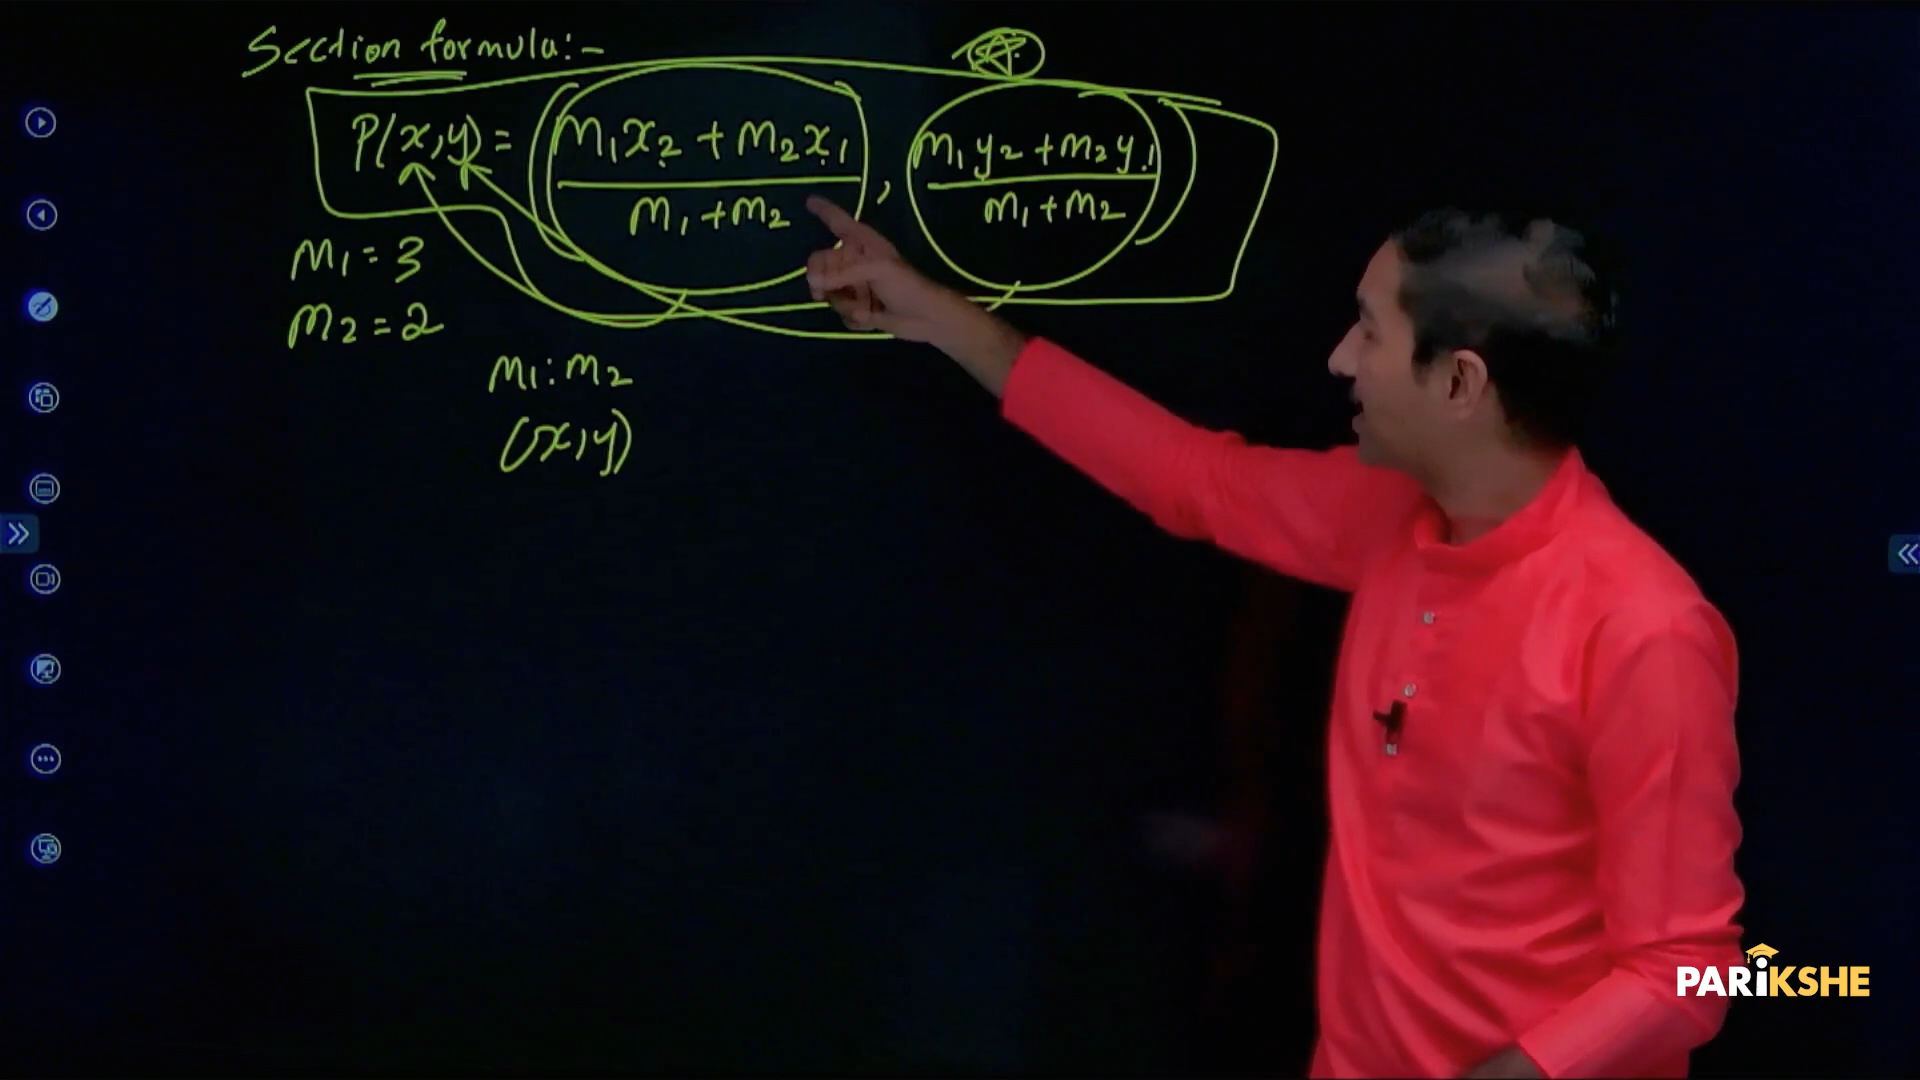 Section formula:-
P(x,y) = (m₁x₂ + m₂x₁ / m₁ + m₂ , m₁y₂ + m₂y₁ / m₁ + m₂)
m₁ = 3
m₂ = 2
m₁:m₂
(x,y)
PARiKSHE